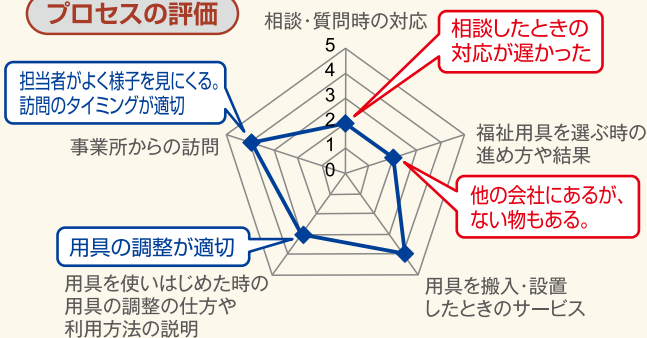 プロセスの評価
相談・質問時の対応
5
4
3
2
1
0
相談したときの
対応が遅かった
担当者がよく様子を見にくる。
訪問のタイミングが適切
事業所からの訪問
福祉用具を選ぶ時の
進め方や結果
他の会社にあるが、
ない物もある。
用具の調整が適切
用具を使いはじめた時の
用具の調整の仕方や
利用方法の説明
用具を搬入・設置
したときのサービス